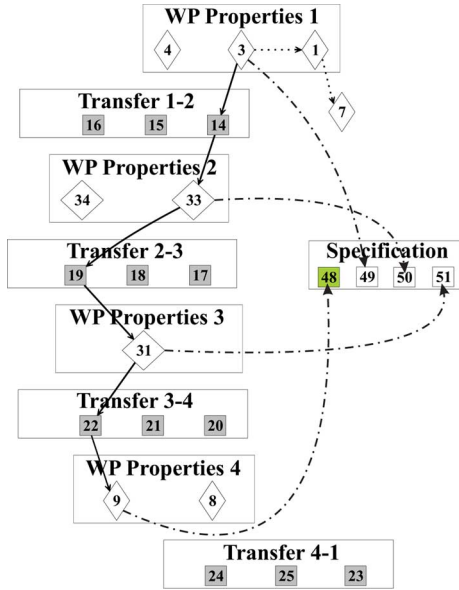 WP Properties 1
4 3 1
7
Transfer 1-2
16 15 14
WP Properties 2
34 33
Transfer 2-3
19 18 17
Specification
48 49 50 51
WP Properties 3
31
Transfer 3-4
22 21 20
WP Properties 4
9 8
Transfer 4-1
24 25 23